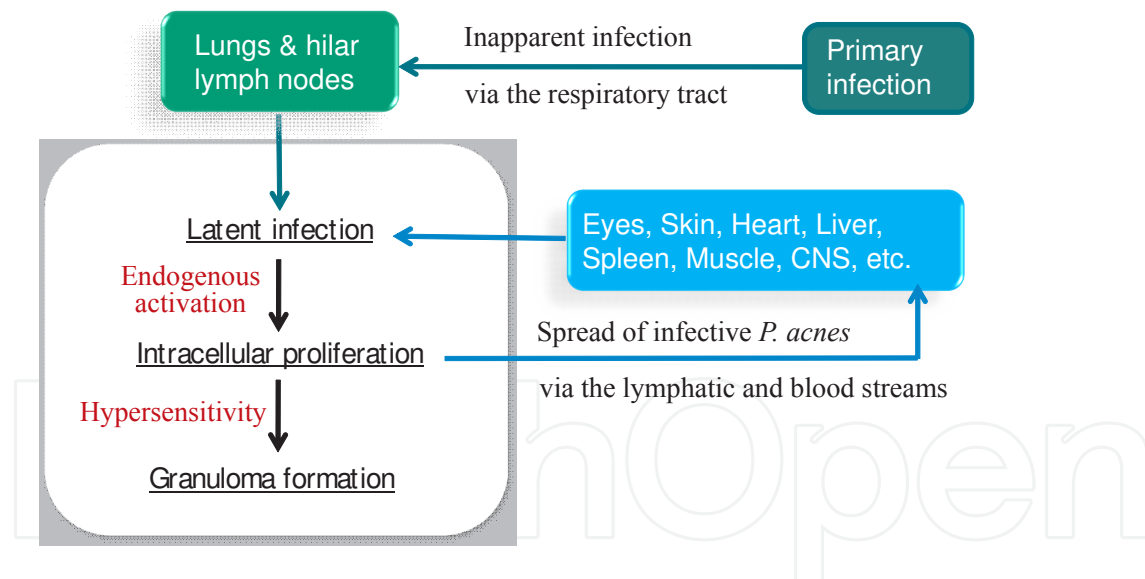 Lungs & hilar
lymph nodes
Inapparent infection
via the respiratory tract
Primary
infection
Latent infection
Eyes, Skin, Heart, Liver,
Spleen, Muscle, CNS, etc.
Endogenous
activation
Intracellular proliferation
Spread of infective P. acnes
via the lymphatic and blood streams
Hypersensitivity
Granuloma formation